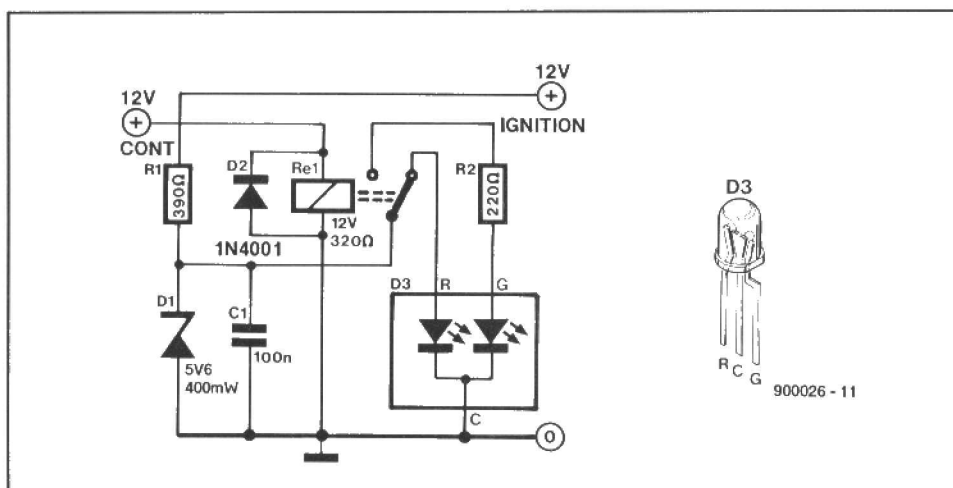 12V
12V
+
+
IGNITION
CONT
R1
390Ω
D2
Re1
R2
220Ω
D3
12V
320Ω
1N4001
D3
R
G
D1
C1
100n
5V6
400mW
R
C
G
900026 - 11
C
0